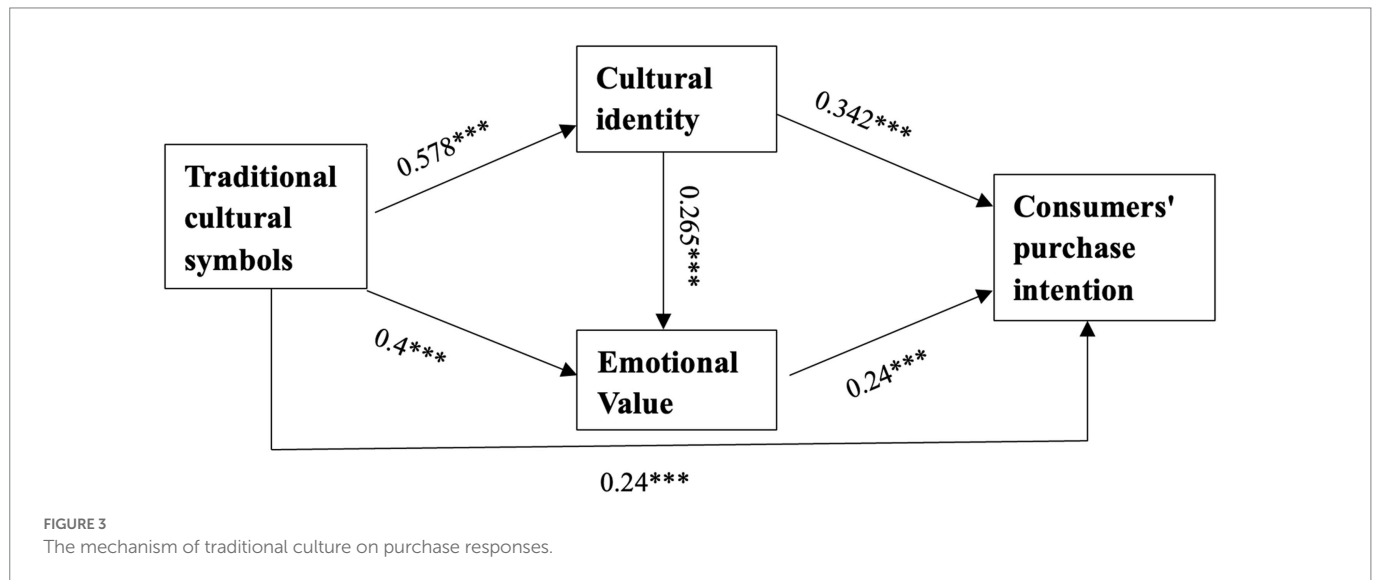 Cultural
identity
0.578***
0.342***
Traditional
cultural
symbols
0.265***
Consumers'
purchase
intention
0.4***
Emotional
Value
0.24***
0.24***
FIGURE 3
The mechanism of traditional culture on purchase responses.